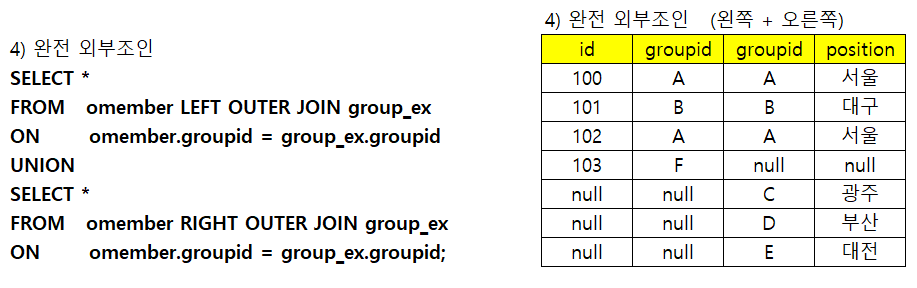 4) 완전 외부조인
SELECT *
FROM omember LEFT OUTER JOIN group_ex
ON omember.groupid = group_ex.groupid
UNION
SELECT *
FROM omember RIGHT OUTER JOIN group_ex
ON omember.groupid = group_ex.groupid;
4) 완전 외부조인 (왼쪽 + 오른쪽)
id groupid groupid position
100 A A 서울
101 B B 대구
102 A A 서울
103 F null null
null null C 광주
null null D 부산
null null E 대전